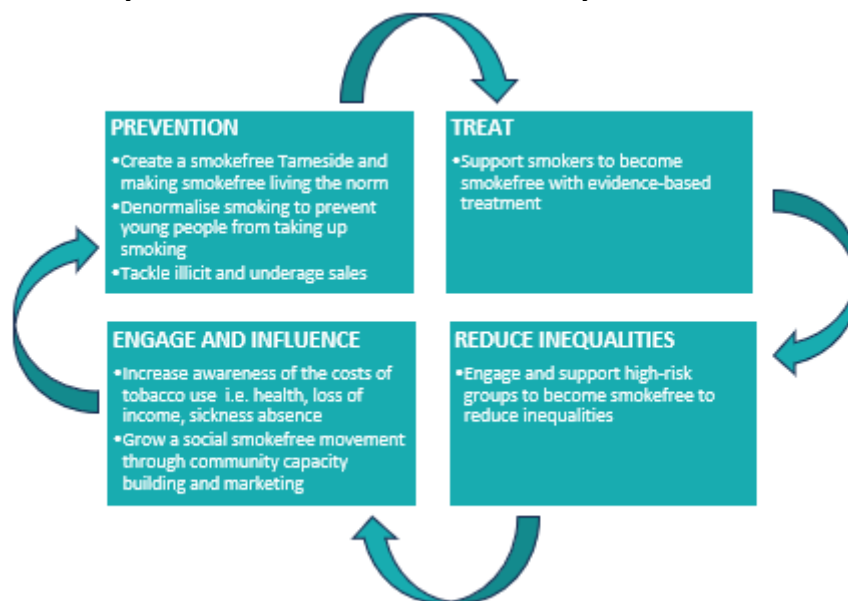 PREVENTION
•Create a smokefree Tameside and
making smokefree living the norm
•Denormalise smoking to prevent
young people from taking up
smoking
•Tackle illicit and underage sales
TREAT
•Support smokers to become
smokefree with evidence-based
treatment
ENGAGE AND INFLUENCE
•Increase awareness of the costs of
tobacco use i.e. health, loss of
income, sickness absence
•Grow a social smokefree movement
through community capacity
building and marketing
REDUCE INEQUALITIES
•Engage and support high-risk
groups to become smokefree to
reduce inequalities